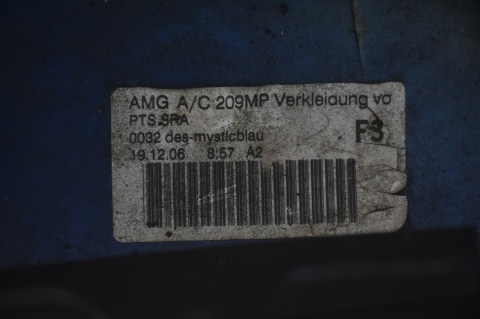 AMG A/C 209MP Verkleidung vo
PTS.SRA
0032 des-mysticblau FS
19.12.06 8:57 A2